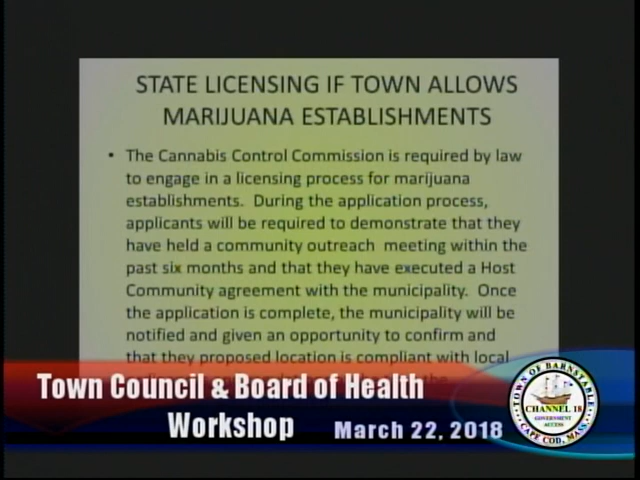 STATE LICENSING IF TOWN ALLOWS
MARIJUANA ESTABLISHMENTS
• The Cannabis Control Commission is required by law
to engage in a licensing process for marijuana
establishments. During the application process,
applicants will be required to demonstrate that they
have held a community outreach meeting within the
past six months and that they have executed a Host
Community agreement with the municipality. Once
the application is complete, the municipality will be
notified and given an opportunity to confirm and
that they proposed location is compliant with local
Town Council & Board of Health
Workshop
March 22, 2018
TOWN OF BARNSTABLE
CHANNEL 18
GOVERNMENT
ACCESS
CAPE COD, MASS.